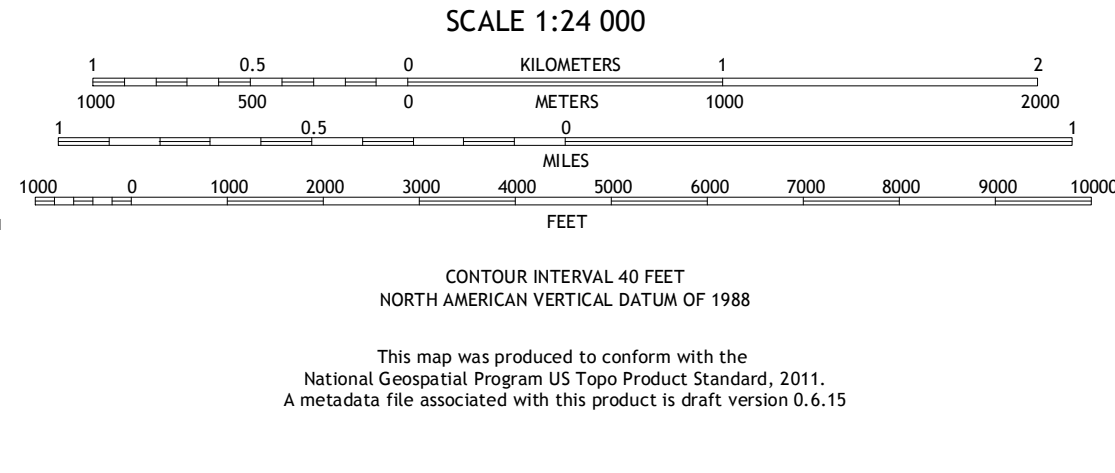 SCALE 1:24 000
1 0.5 0 KILOMETERS 1 2
1000 500 0 METERS 1000 2000
1 0.5 0 1
MILES
1000 0 1000 2000 3000 4000 5000 6000 7000 8000 9000 10000
FEET
CONTOUR INTERVAL 40 FEET
NORTH AMERICAN VERTICAL DATUM OF 1988
This map was produced to conform with the
National Geospatial Program US Topo Product Standard, 2011.
A metadata file associated with this product is draft version 0.6.15